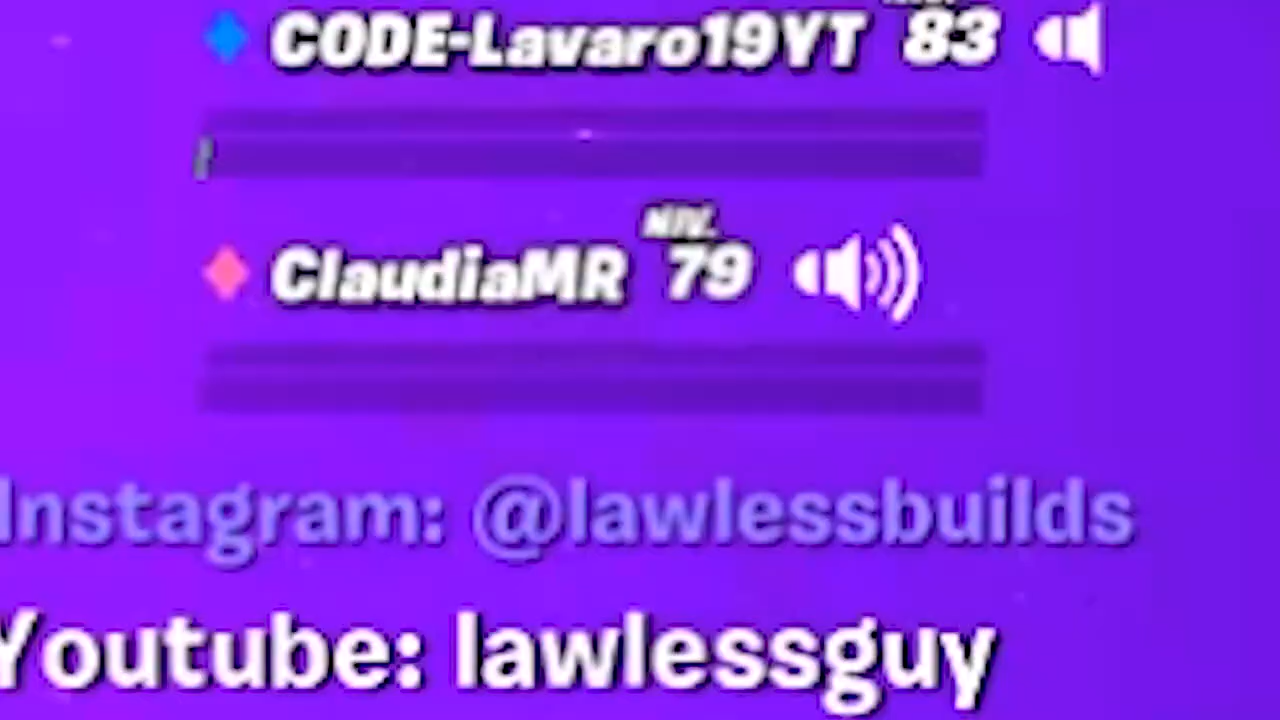 CODE-Lavaro19YT 83
NIV.
ClaudiaMR 79
Instagram: @lawlessbuilds
Youtube: lawlessguy